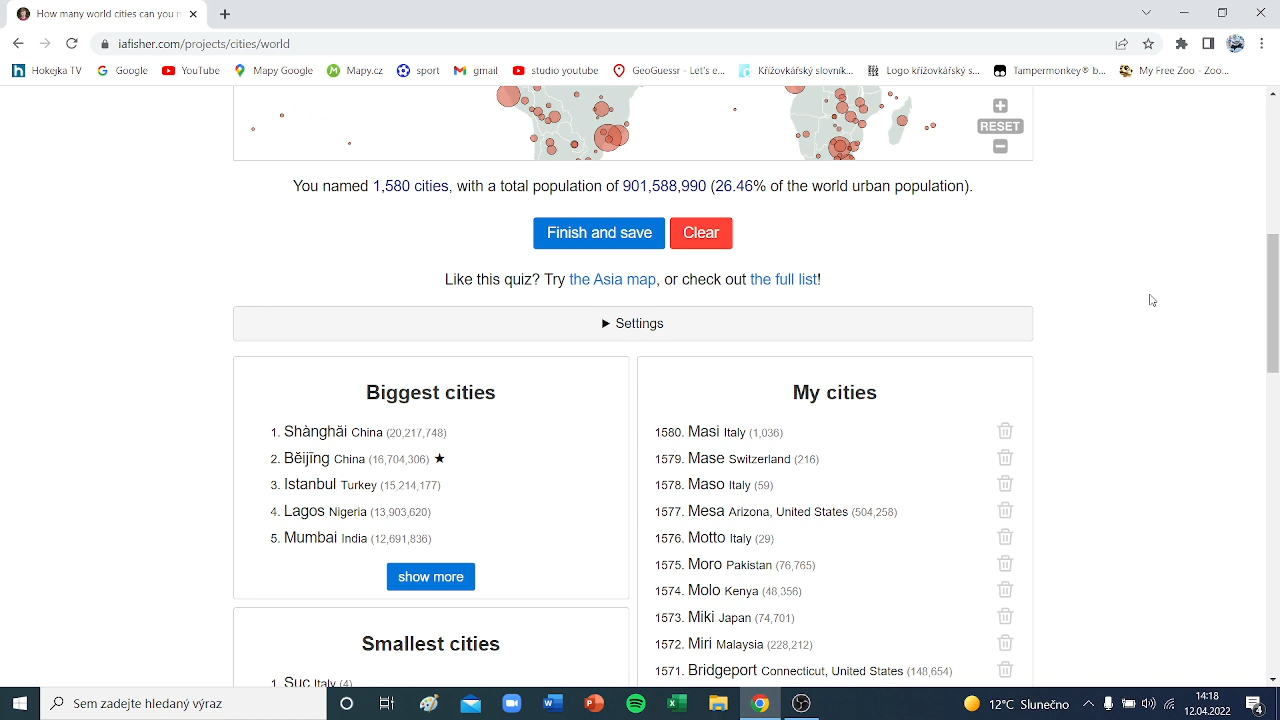 How many world cities can you n
iafisher.com/projects/cities/world
Hokejka TV Google YouTube Mapy Google Mapy.cz sport gmail studio youtube GeoGuessr - Let's e... Křížovkářský slovník... Logo křížovkářský s... Tampermonkey® b... My Free Zoo - Zoo...
RESET
You named 1,580 cities, with a total population of 901,588,990 (26.46% of the world urban population).
Finish and save Clear
Like this quiz? Try the Asia map, or check out the full list!
Settings
Biggest cities
1. Shànghǎi China (20,217,748)
2. Běijīng China (16,704,306) ★
3. Istanbul Turkey (15,214,177)
4. Lagos Nigeria (13,903,620)
5. Mumbai India (12,691,836)
show more
Smallest cities
1. Suc Italy (4)
My cities
1580. Masi Italy (1,036)
1579. Mase Switzerland (216)
1578. Maso Italy (59)
1577. Mesa Arizona, United States (504,258)
1576. Motto Italy (29)
1575. Moro Pakistan (76,765)
1574. Molo Kenya (48,356)
1573. Miki Japan (74,701)
1572. Miri Malaysia (228,212)
1571. Bridgeport Connecticut, United States (148,654)
Sem zadejte hledaný výraz
12°C Slunečno
14:18
12.04.2022